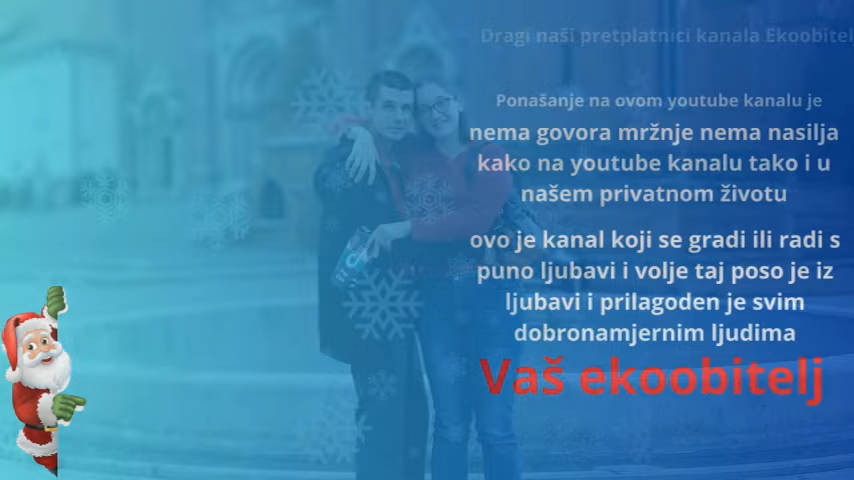 Dragi naši pretplatnici kanala Ekoobitelj
Ponašanje na ovom youtube kanalu je
nema govora mržnje nema nasilja
kako na youtube kanalu tako i u
našem privatnom životu
ovo je kanal koji se gradi ili radi s
puno ljubavi i volje taj poso je iz
ljubavi i prilagođen je svim
dobronamjernim ljudima
Vaš ekoobitelj